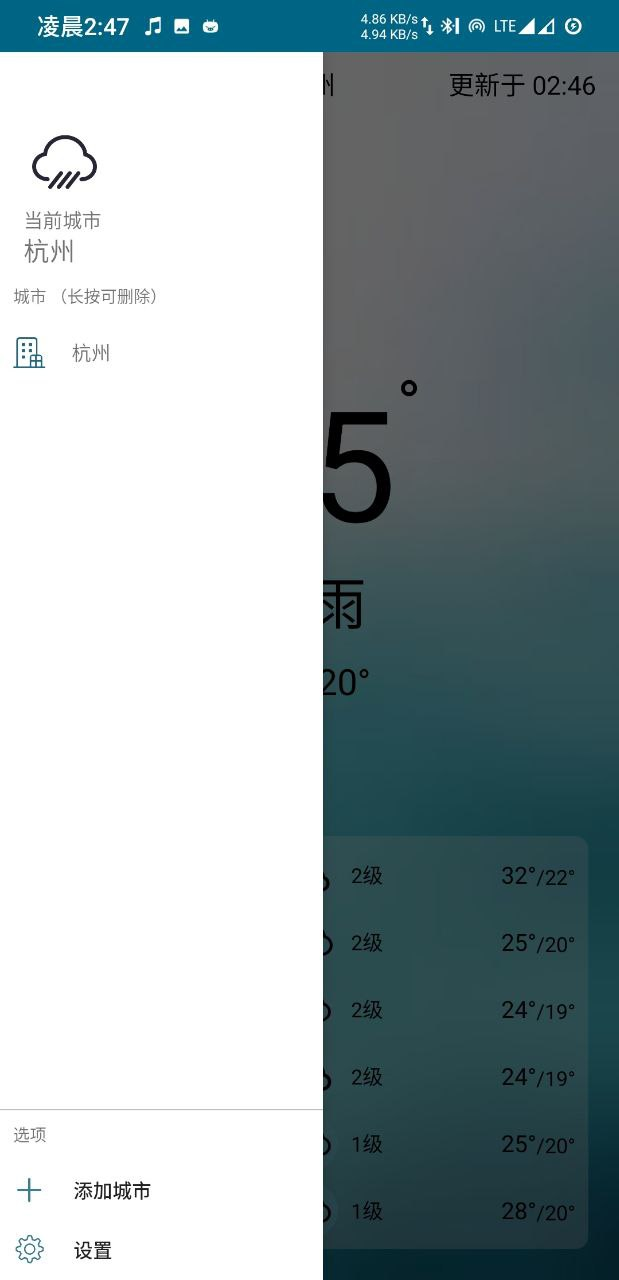 凌晨2:47
4.86 KB/s
4.94 KB/s
LTE
更新于 02:46
当前城市
杭州
城市 （长按可删除）
杭州
5°
雨
20°
2级 32°/22°
2级 25°/20°
2级 24°/19°
2级 24°/19°
1级 25°/20°
1级 28°/20°
选项
添加城市
设置